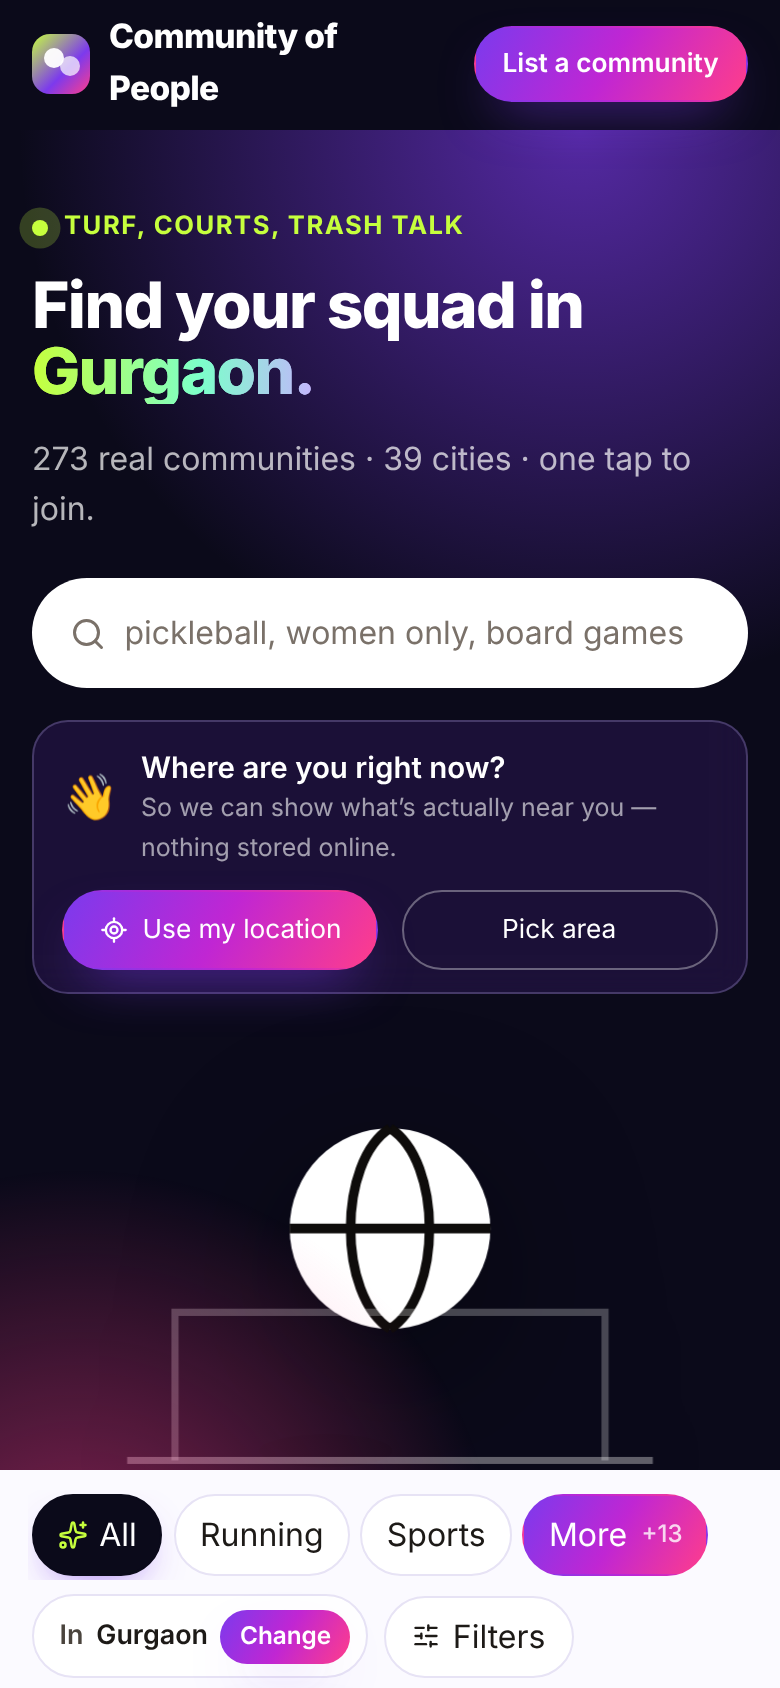 Community of
People
List a community
TURF, COURTS, TRASH TALK
Find your squad in
Gurgaon.
273 real communities · 39 cities · one tap to
join.
pickleball, women only, board games
Where are you right now?
So we can show what’s actually near you —
nothing stored online.
Use my location
Pick area
All
Running
Sports
More +13
In Gurgaon Change
Filters